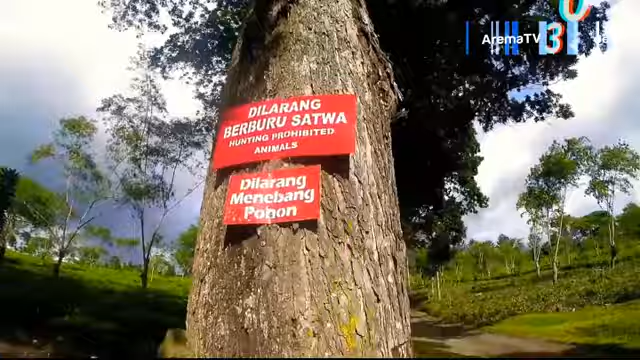 AremaTV
DILARANG
BERBURU SATWA
HUNTING PROHIBITED
ANIMALS
Dilarang
Menebang
Pohon